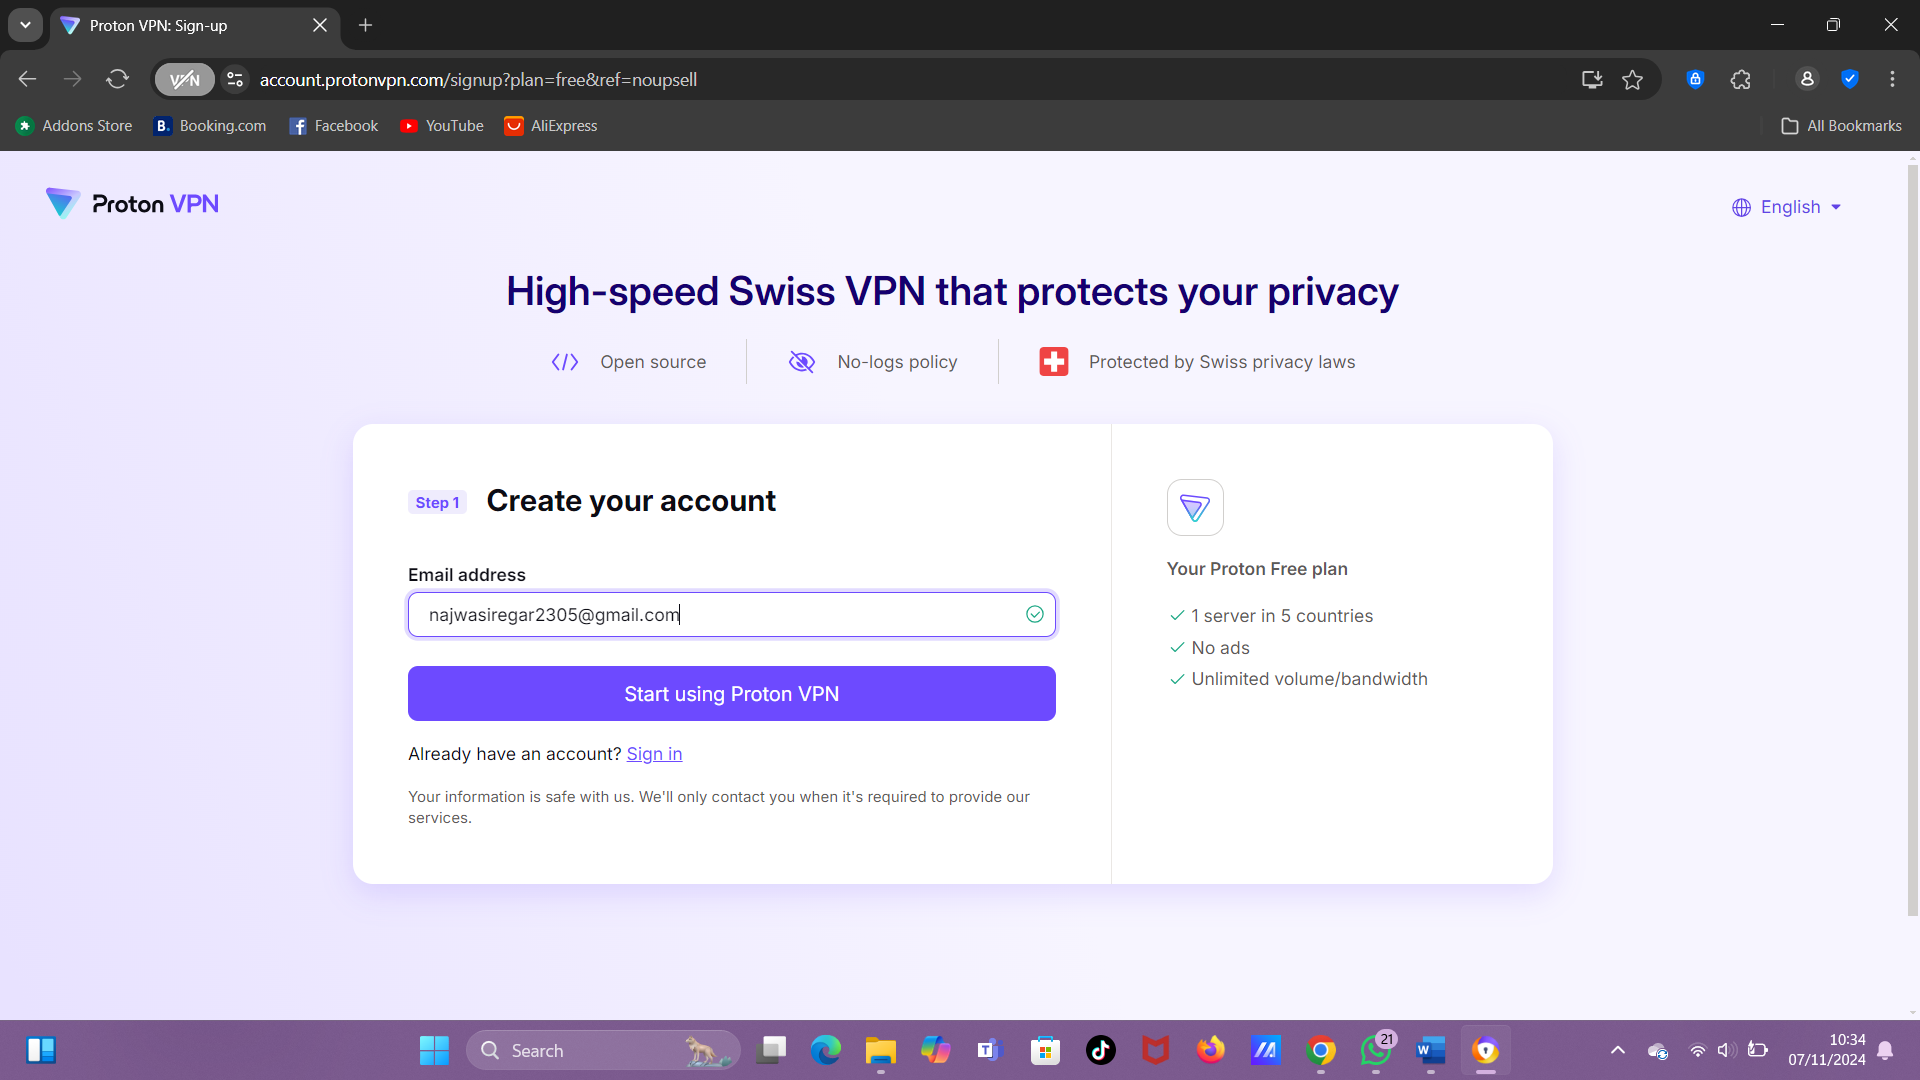 Proton VPN: Sign-up
VPN
account.protonvpn.com/signup?plan=free&ref=noupsell
Addons Store
B. Booking.com
Facebook
YouTube
AliExpress
All Bookmarks
Proton VPN
English
High-speed Swiss VPN that protects your privacy
Open source
No-logs policy
Protected by Swiss privacy laws
Step 1 Create your account
Email address
najwasiregar2305@gmail.com
Start using Proton VPN
Already have an account? Sign in
Your information is safe with us. We'll only contact you when it's required to provide our
services.
Your Proton Free plan
1 server in 5 countries
No ads
Unlimited volume/bandwidth
Search
21
10:34
07/11/2024